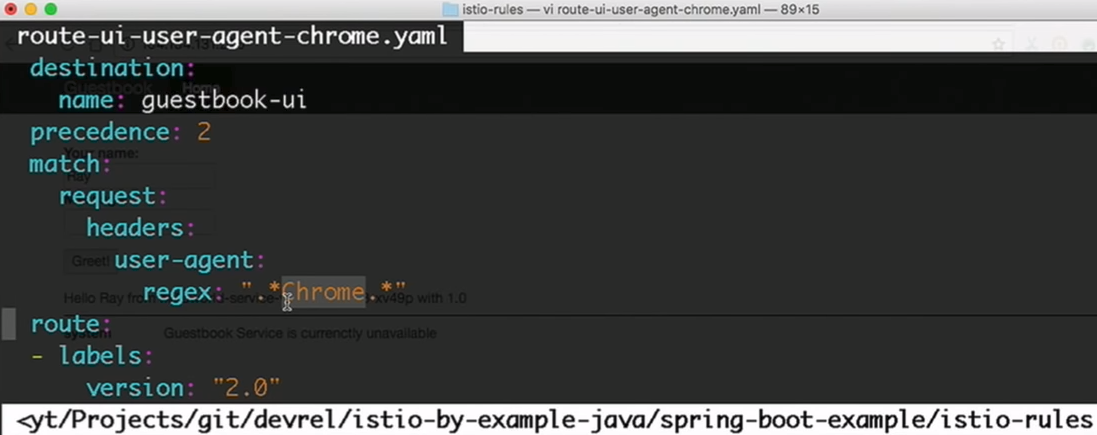 istio-rules — vi route-ui-user-agent-chrome.yaml — 89×15
route-ui-user-agent-chrome.yaml
destination:
Guestbook Home
name: guestbook-ui
precedence: 2
Your name:
match:
Ray
request:
headers:
user-agent:
Greet!
regex: ".*Chrome.*"
Hello Ray from
-service-
-xv49p with 1.0
route:
system Guestbook Service is currenctly unavailable
- labels:
version: "2.0"
<yt/Projects/git/devrel/istio-by-example-java/spring-boot-example/istio-rules